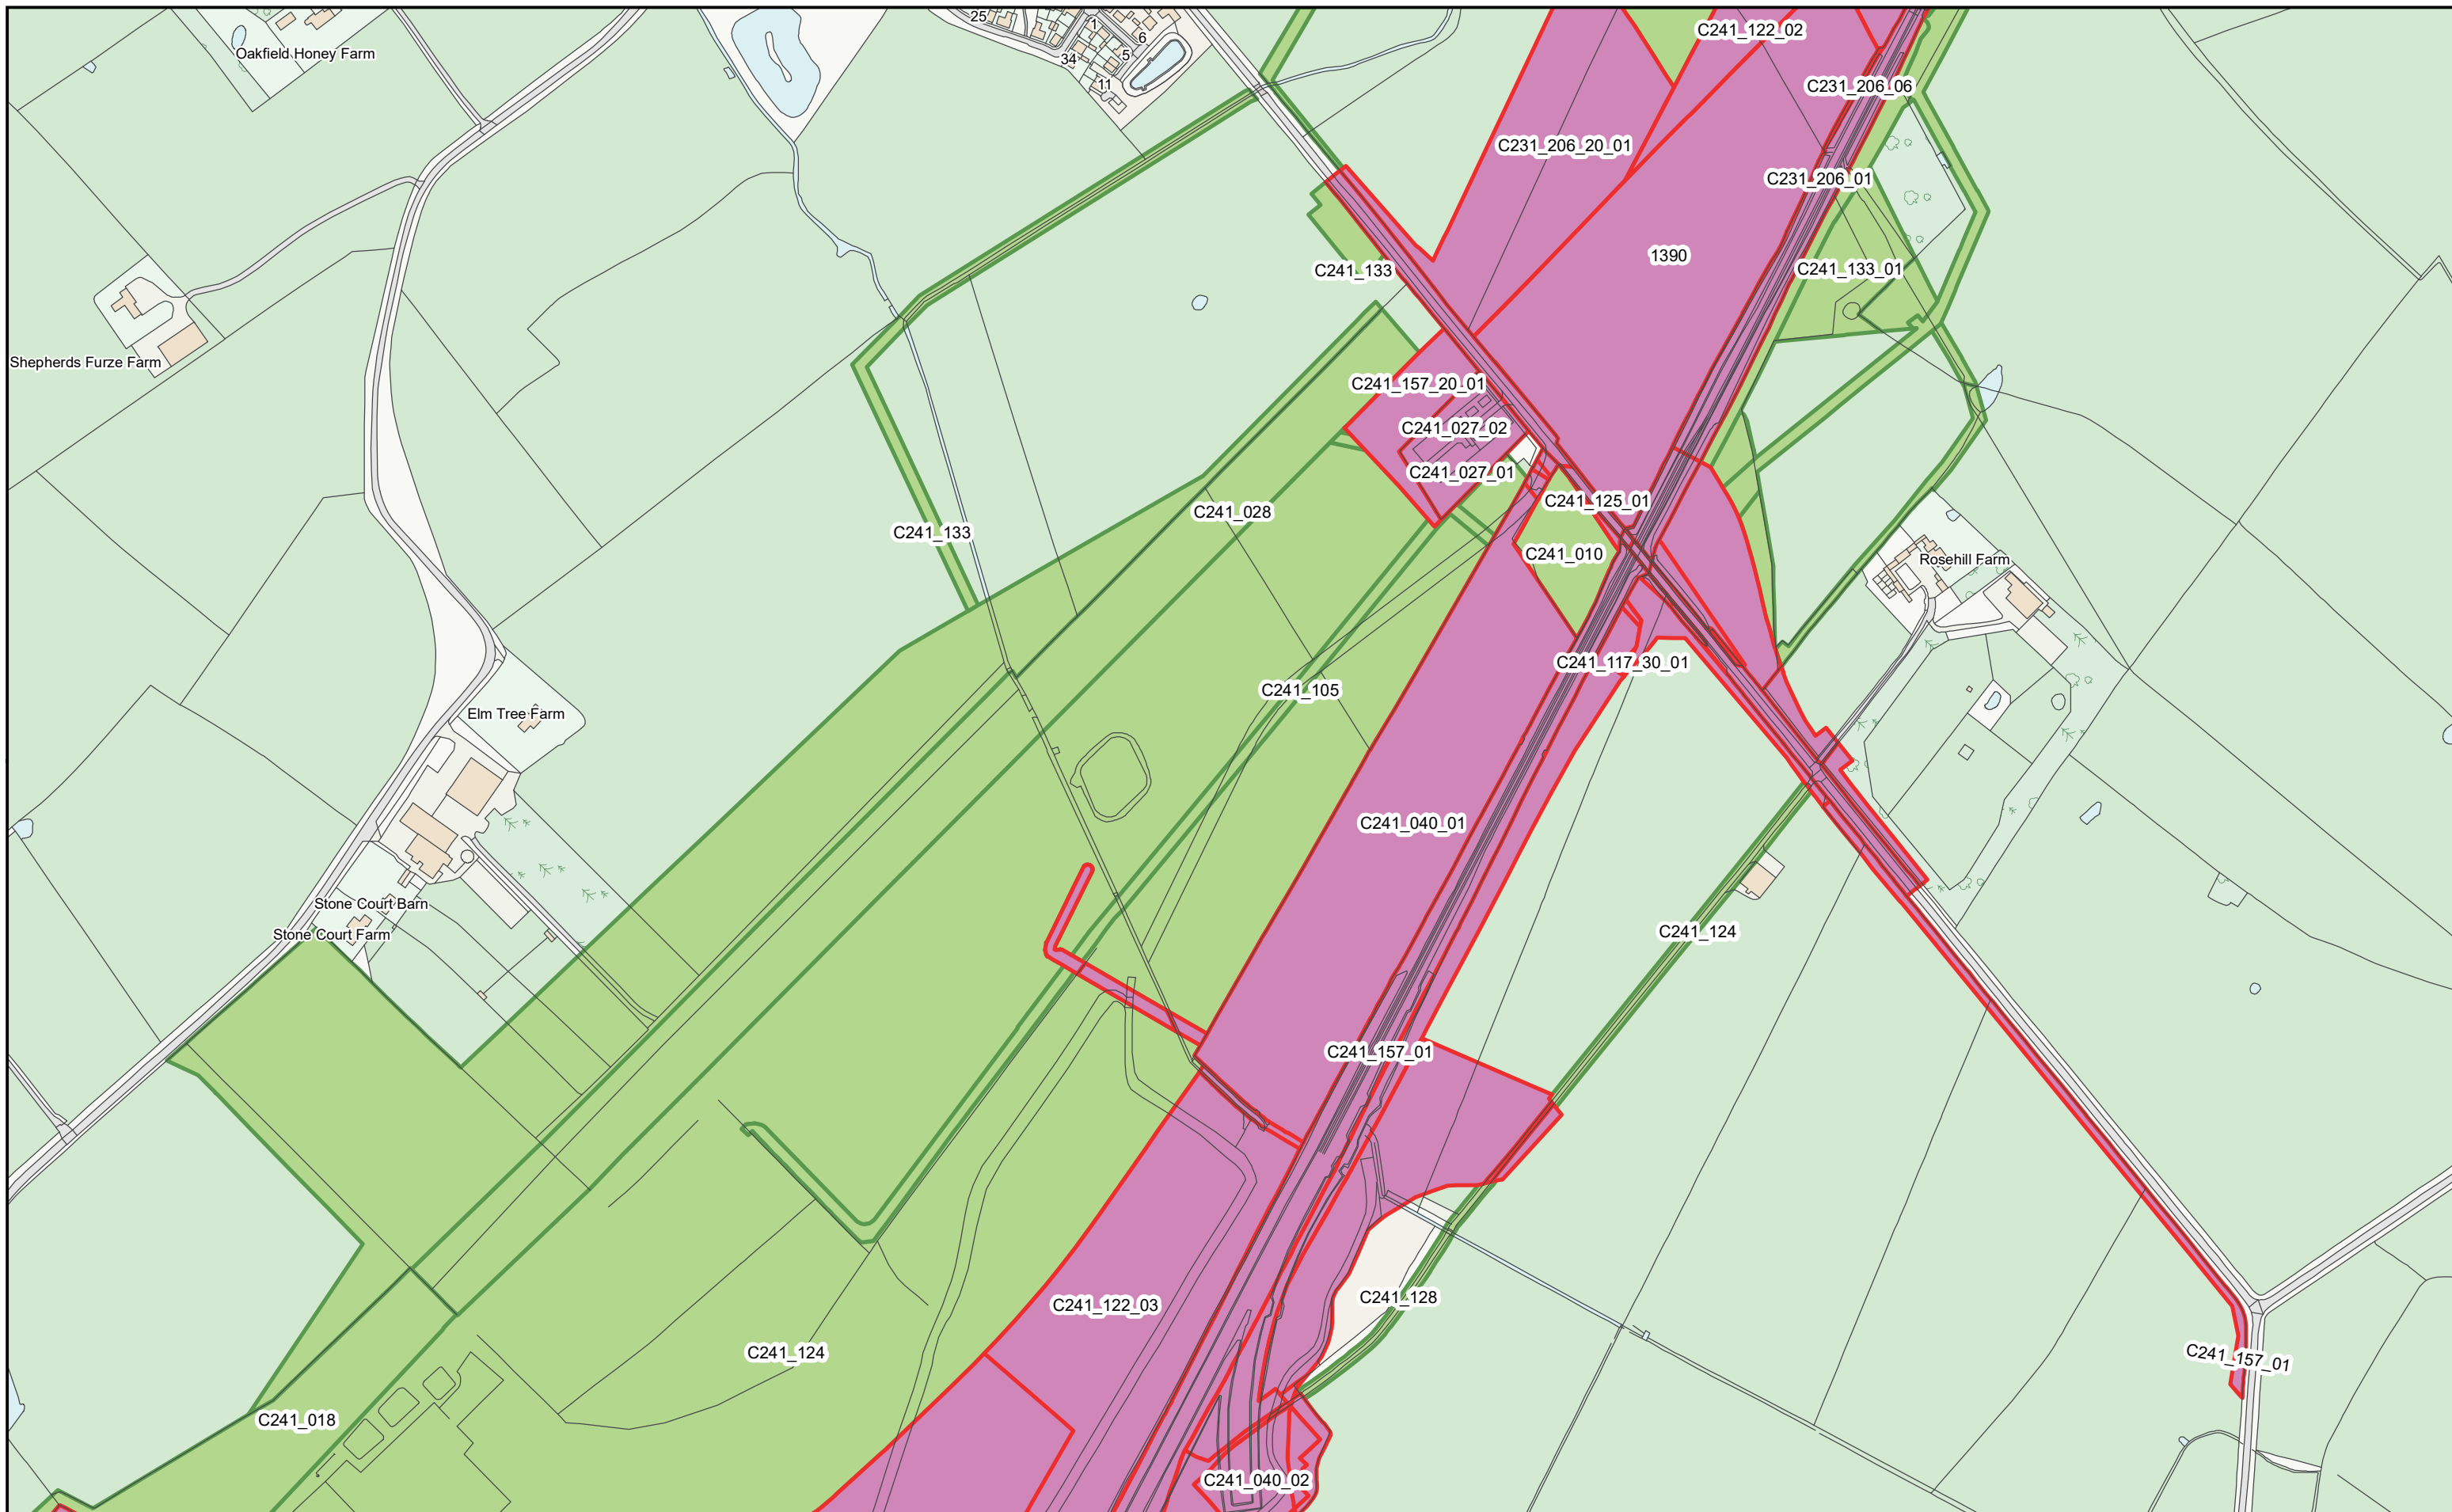 25
1
6
5
34
11
Oakfield Honey Farm
C241_122_02
C231_206_06
C231_206_20_01
C231_206_01
1390
C241_133_01
C241_133
Shepherds Furze Farm
C241_157_20_01
C241_027_02
C241_027_01
C241_125_01
C241_028
C241_133
C241_010
Rosehill Farm
C241_117_30_01
C241_105
Elm Tree Farm
C241_040_01
Stone Court Barn
Stone Court Farm
C241_124
C241_157_01
C241_128
C241_122_03
C241_124
C241_157_01
C241_018
C241_040_02